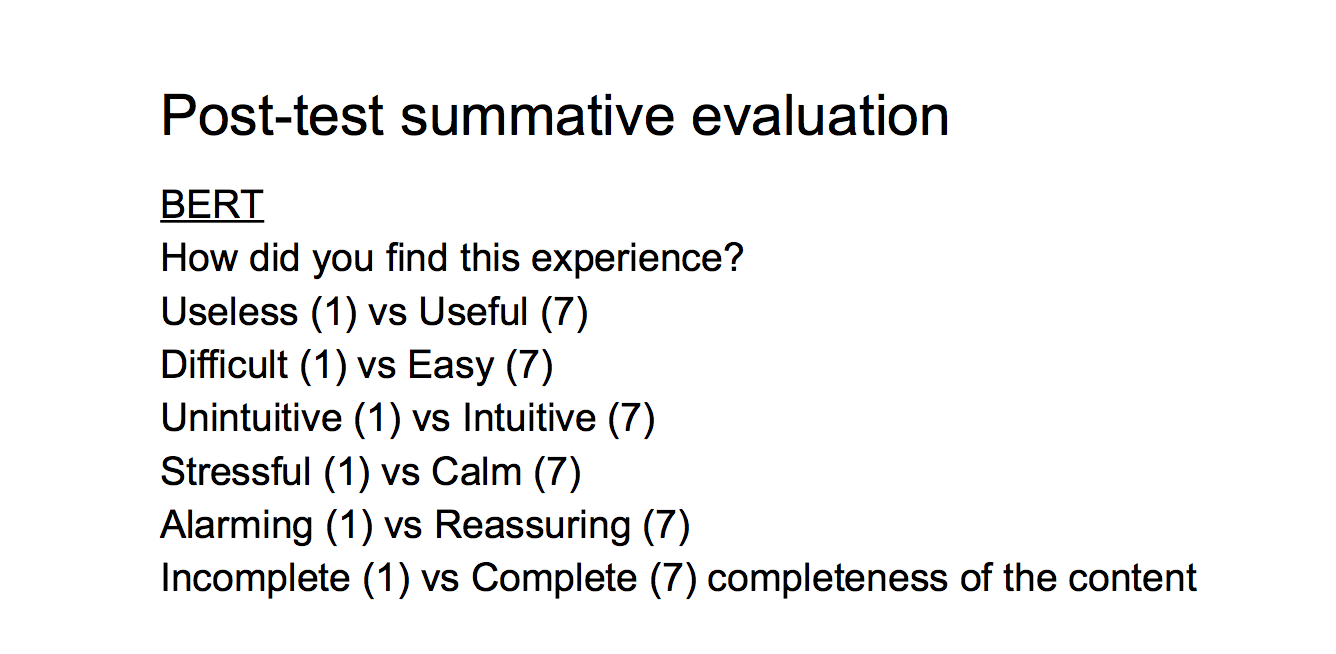 Post-test summative evaluation
BERT
How did you find this experience?
Useless (1) vs Useful (7)
Difficult (1) vs Easy (7)
Unintuitive (1) vs Intuitive (7)
Stressful (1) vs Calm (7)
Alarming (1) vs Reassuring (7)
Incomplete (1) vs Complete (7) completeness of the content